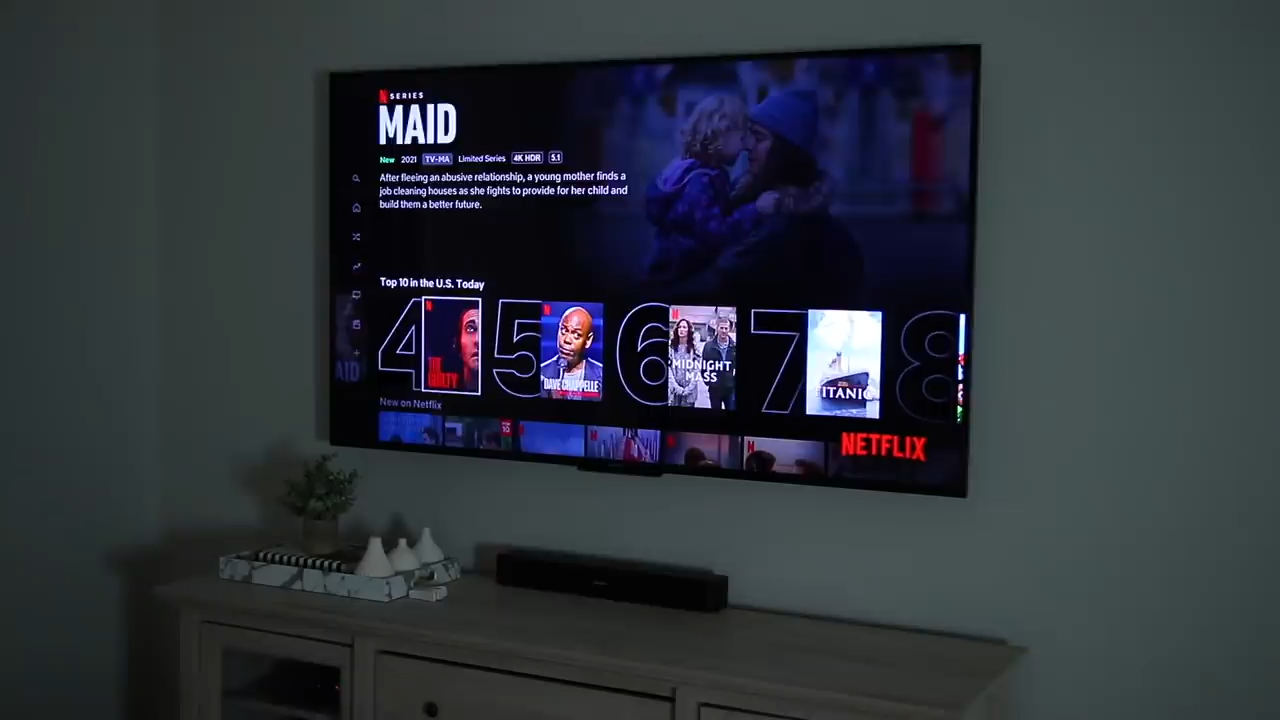 N SERIES
MAID
New 2021 TV-MA Limited Series 4K HDR 5.1
After fleeing an abusive relationship, a young mother finds a
job cleaning houses as she fights to provide for her child and
build them a better future.
Top 10 in the U.S. Today
AID
4
THE
GUILTY
5
DAVE CHAPPELLE
6
MIDNIGHT
MASS
7
TITANIC
8
New on Netflix
TOP
10
NETFLIX